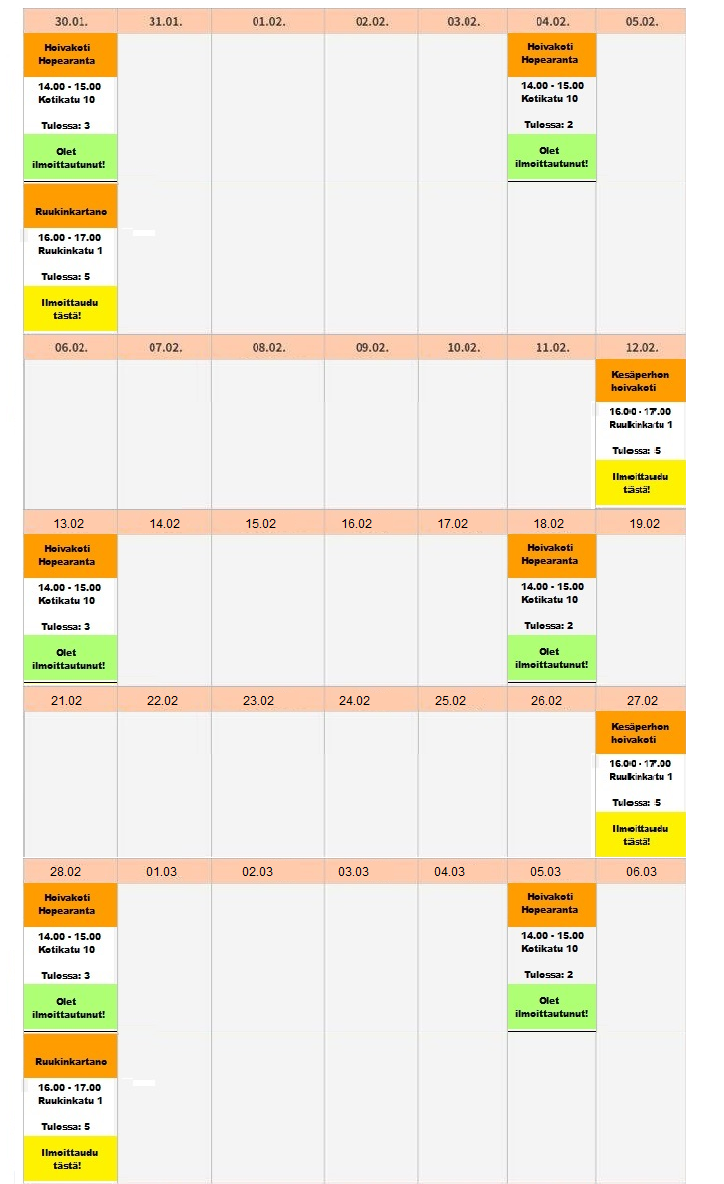 30.01. 31.01. 01.02. 02.02. 03.02. 04.02. 05.02.
Hoivakoti
Hopearanta
14.00 - 15.00
Kotikatu 10
Tulossa: 3
Olet
ilmoittautunut!
Hoivakoti
Hopearanta
14.00 - 15.00
Kotikatu 10
Tulossa: 2
Olet
ilmoittautunut!
Ruukinkartano
16.00 - 17.00
Ruukinkatu 1
Tulossa: 5
Ilmoittaudu
tästä!
06.02. 07.02. 08.02. 09.02. 10.02. 11.02. 12.02.
Kesäperhon
hoivakoti
16.00 - 17.00
Ruukinkatu 1
Tulossa: 5
Ilmoittaudu
tästä!
13.02 14.02 15.02 16.02 17.02 18.02 19.02
Hoivakoti
Hopearanta
14.00 - 15.00
Kotikatu 10
Tulossa: 3
Olet
ilmoittautunut!
Hoivakoti
Hopearanta
14.00 - 15.00
Kotikatu 10
Tulossa: 2
Olet
ilmoittautunut!
21.02 22.02 23.02 24.02 25.02 26.02 27.02
Kesäperhon
hoivakoti
16.00 - 17.00
Ruukinkatu 1
Tulossa: 5
Ilmoittaudu
tästä!
28.02 01.03 02.03 03.03 04.03 05.03 06.03
Hoivakoti
Hopearanta
14.00 - 15.00
Kotikatu 10
Tulossa: 3
Olet
ilmoittautunut!
Hoivakoti
Hopearanta
14.00 - 15.00
Kotikatu 10
Tulossa: 2
Olet
ilmoittautunut!
Ruukinkartano
16.00 - 17.00
Ruukinkatu 1
Tulossa: 5
Ilmoittaudu
tästä!